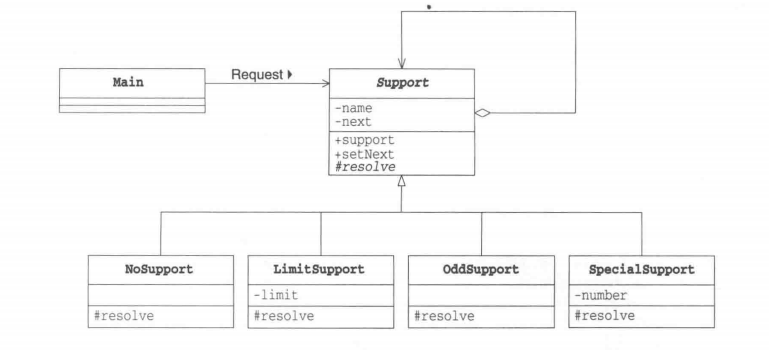 Request
Main
Support
-name
-next
+support
+setNext
#resolve
NoSupport
LimitSupport
OddSupport
SpecialSupport
-limit
-number
#resolve
#resolve
#resolve
#resolve